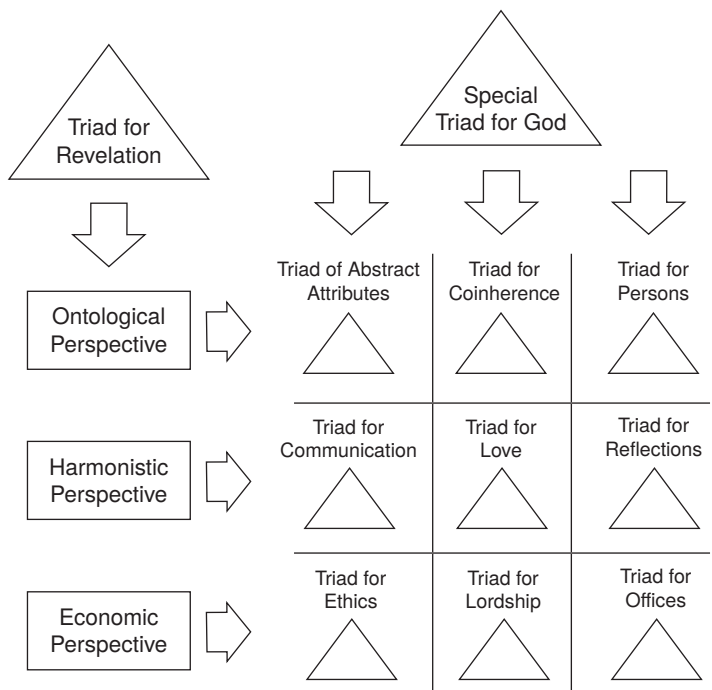 Triad for
Revelation
Special
Triad for God
Triad of Abstract
Attributes
Triad for
Coinherence
Triad for
Persons
Ontological
Perspective
Triad for
Communication
Triad for
Love
Triad for
Reflections
Harmonistic
Perspective
Triad for
Ethics
Triad for
Lordship
Triad for
Offices
Economic
Perspective